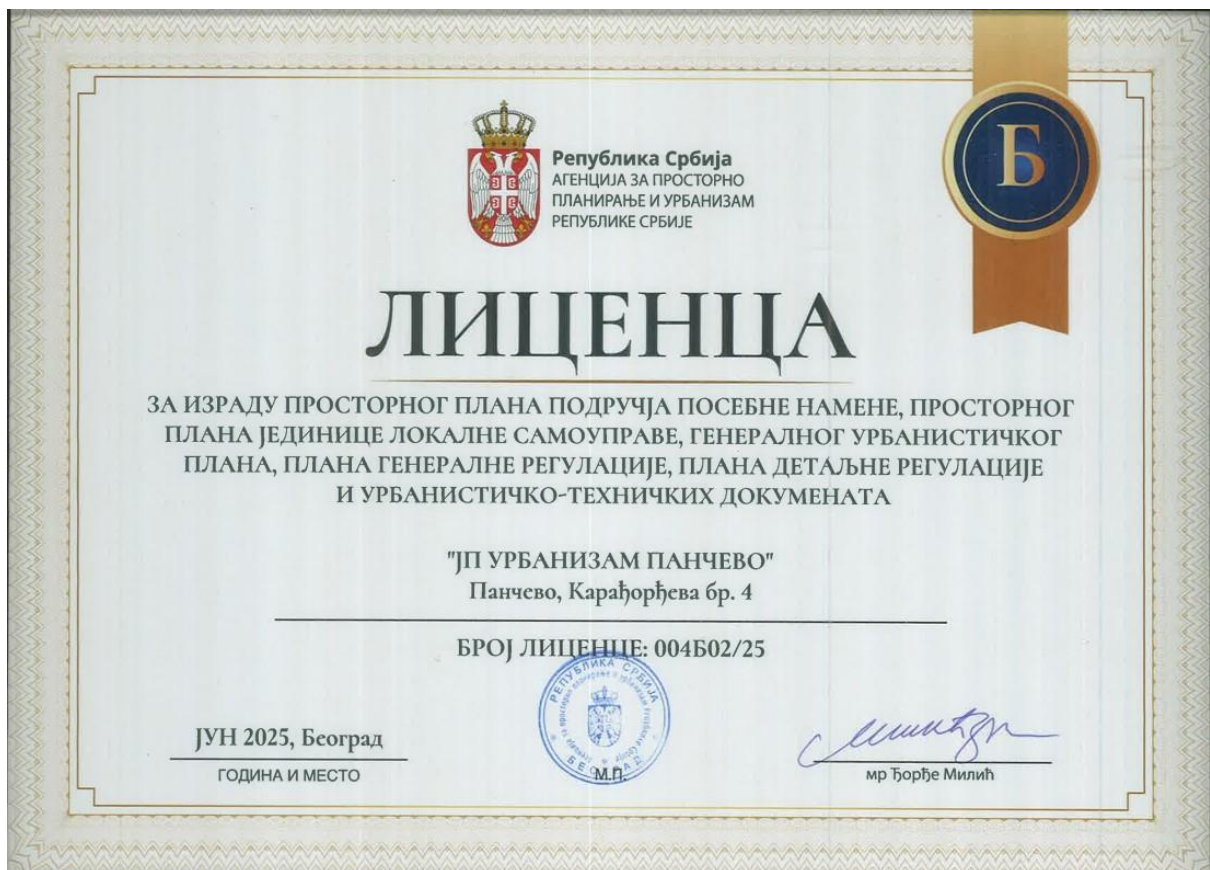 Б
Република Србија
АГЕНЦИЈА ЗА ПРОСТОРНО
ПЛАНИРАЊЕ И УРБАНИЗАМ
РЕПУБЛИКЕ СРБИЈЕ
ЛИЦЕНЦА
ЗА ИЗРАДУ ПРОСТОРНОГ ПЛАНА ПОДРУЧЈА ПОСЕБНЕ НАМЕНЕ, ПРОСТОРНОГ
ПЛАНА ЈЕДИНИЦЕ ЛОКАЛНЕ САМОУПРАВЕ, ГЕНЕРАЛНОГ УРБАНИСТИЧКОГ
ПЛАНА, ПЛАНА ГЕНЕРАЛНЕ РЕГУЛАЦИЈЕ, ПЛАНА ДЕТАЉНЕ РЕГУЛАЦИЈЕ
И УРБАНИСТИЧКО-ТЕХНИЧКИХ ДОКУМЕНАТА
"ЈП УРБАНИЗАМ ПАНЧЕВО"
Панчево, Карађорђева бр. 4
БРОЈ ЛИЦЕНЦЕ: 004Б02/25
РЕПУБЛИКА СРБИЈА
БЕОГРАД
М.П.
ЈУН 2025, Београд
ГОДИНА И МЕСТО
мр Ђорђе Милић